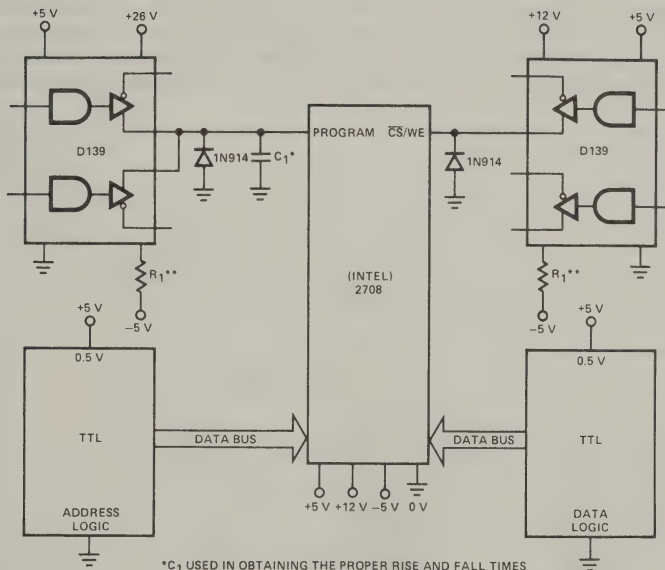 +5 V
+26 V
+12 V
+5 V
D139
1N914
C1*
PROGRAM
CS/WE
1N914
D139
(INTEL)
2708
R1**
−5 V
R1**
−5 V
+5 V
0.5 V
TTL
ADDRESS
LOGIC
DATA BUS
DATA BUS
+5 V
0.5 V
TTL
DATA
LOGIC
+5 V +12 V −5 V 0 V
*C1 USED IN OBTAINING THE PROPER RISE AND FALL TIMES